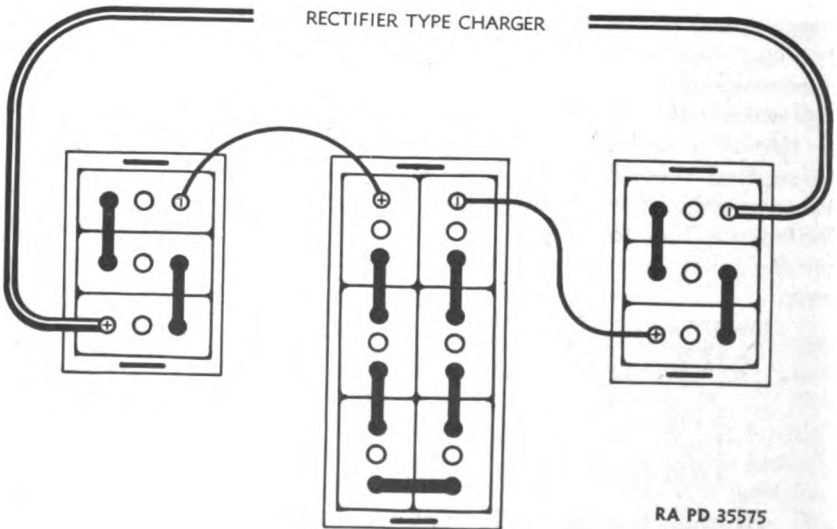 RECTIFIER TYPE CHARGER
− + − −
+ +
RA PD 35575